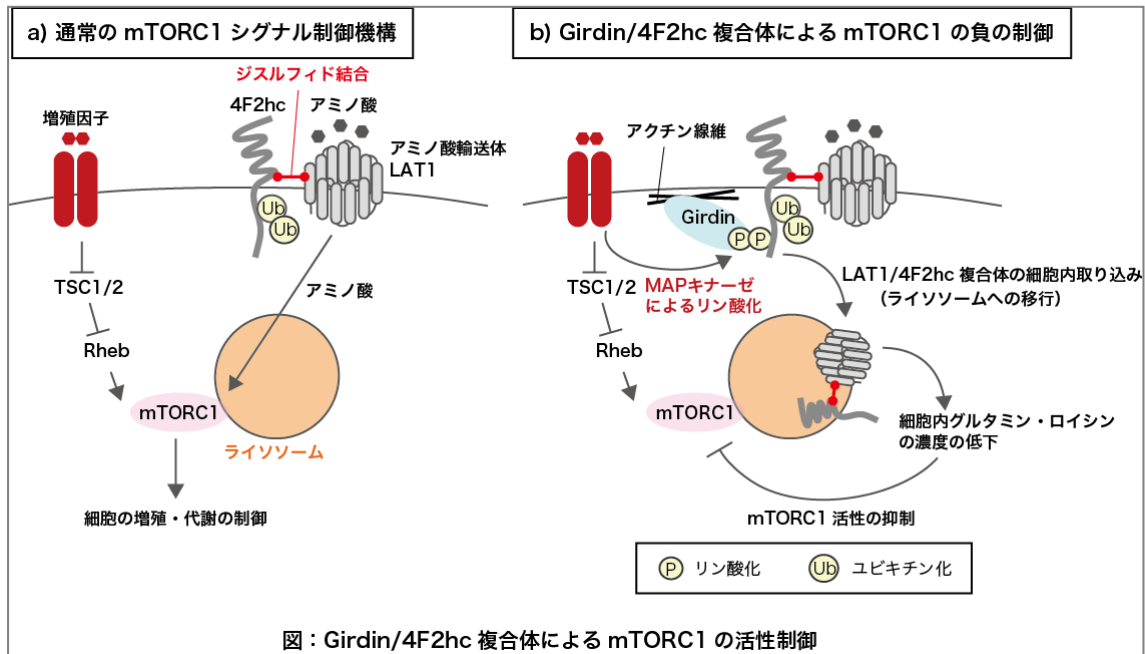 a) 通常の mTORC1 シグナル制御機構
ジスルフィド結合
増殖因子
4F2hc
アミノ酸
アミノ酸輸送体
LAT1
Ub
Ub
TSC1/2
アミノ酸
Rheb
mTORC1
ライソソーム
細胞の増殖・代謝の制御
b) Girdin/4F2hc 複合体による mTORC1 の負の制御
アクチン線維
Girdin
P
P
Ub
Ub
TSC1/2
MAPキナーゼ
によるリン酸化
LAT1/4F2hc 複合体の細胞内取り込み
（ライソソームへの移行）
Rheb
mTORC1
細胞内グルタミン・ロイシン
の濃度の低下
mTORC1 活性の抑制
P リン酸化
Ub ユビキチン化
図：Girdin/4F2hc 複合体による mTORC1 の活性制御